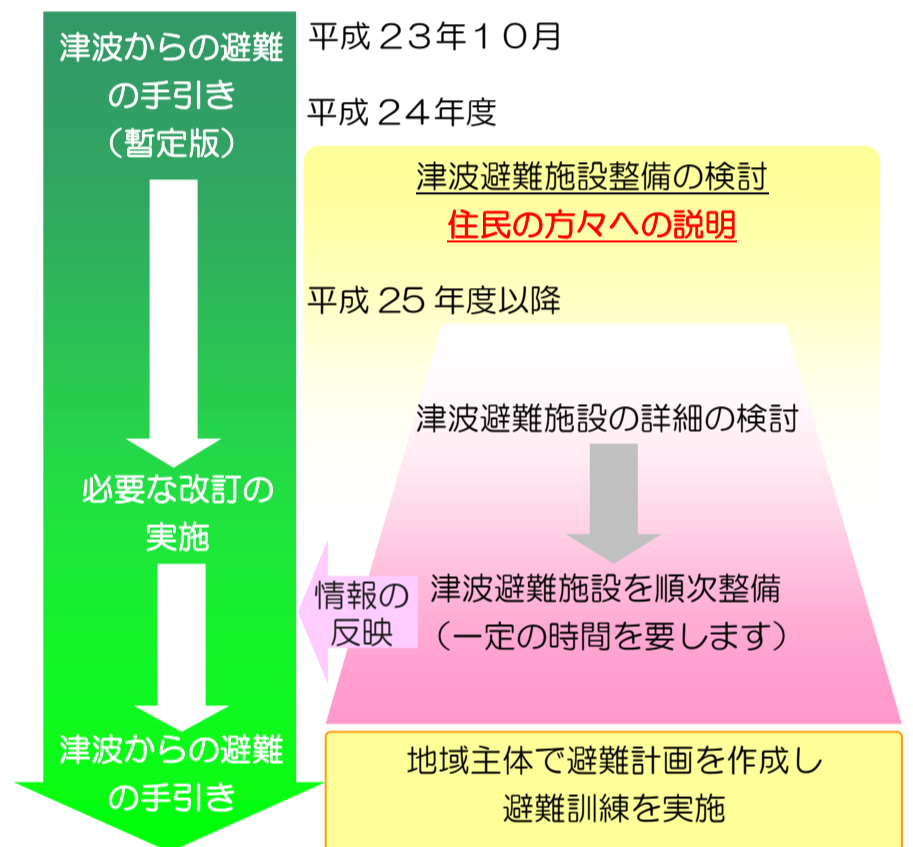 津波からの避難
の手引き
（暫定版）
必要な改訂の
実施
津波からの避難
の手引き
平成２３年１０月
平成２４年度
津波避難施設整備の検討
住民の方々への説明
平成 25 年度以降
津波避難施設の詳細の検討
津波避難施設を順次整備
（一定の時間を要します）
情報の
反映
地域主体で避難計画を作成し
避難訓練を実施